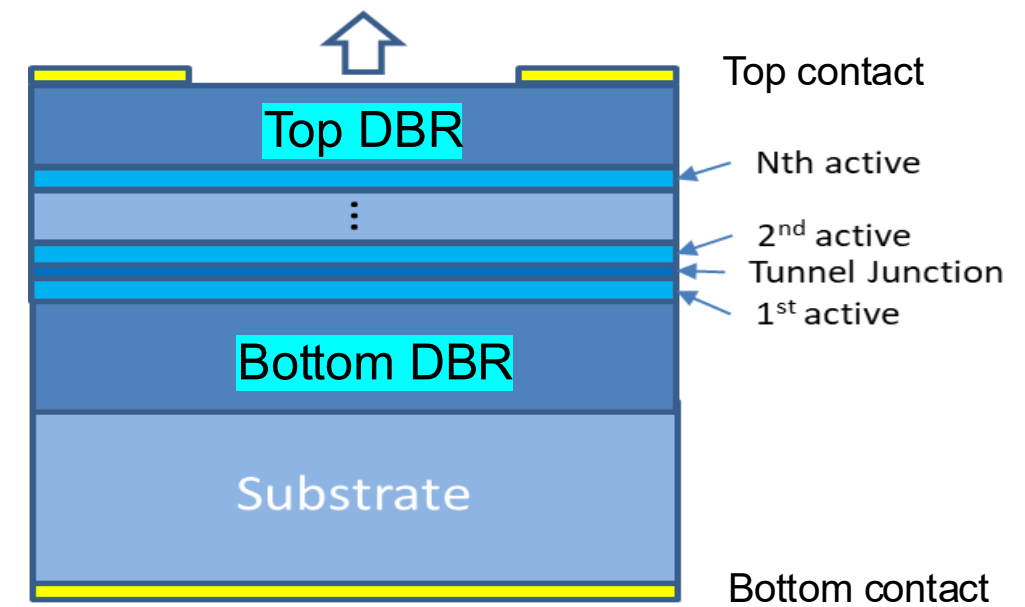 Top contact
Top DBR
Nth active
2nd active
Tunnel Junction
1st active
Bottom DBR
Substrate
Bottom contact